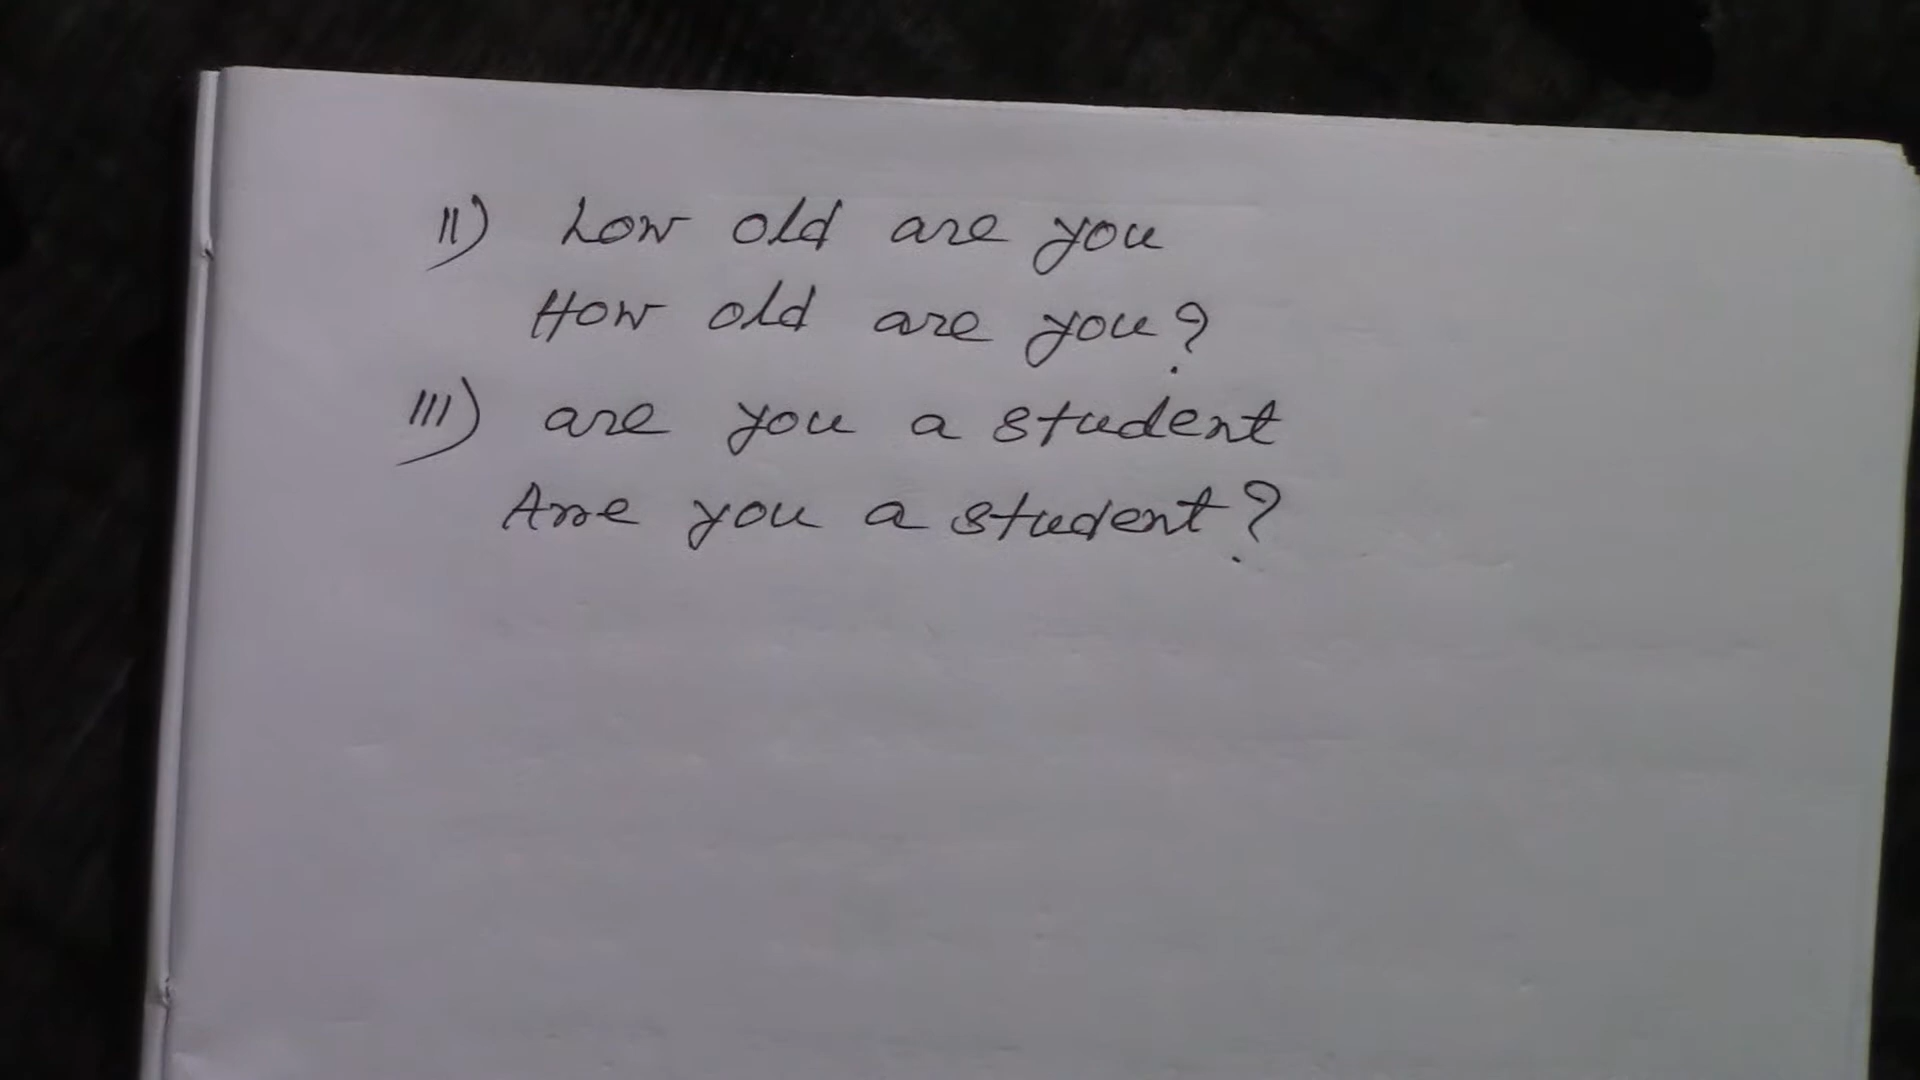 II) how old are you
How old are you?
III) are you a student
Are you a student?